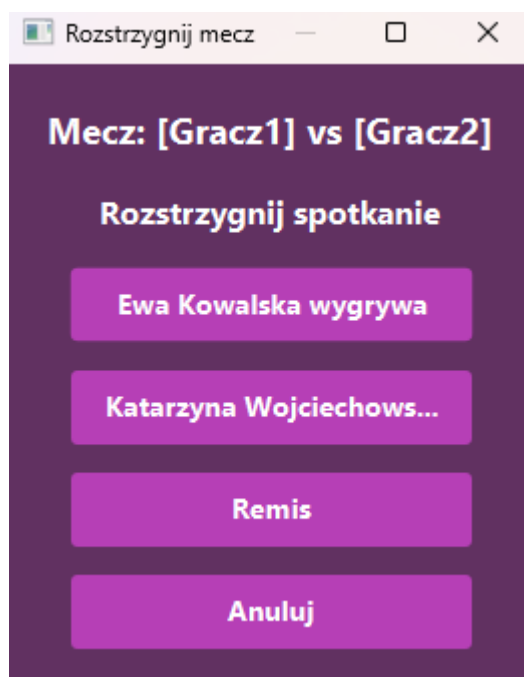 Rozstrzygnij mecz
Mecz: [Gracz1] vs [Gracz2]
Rozstrzygnij spotkanie
Ewa Kowalska wygrywa
Katarzyna Wojciechows...
Remis
Anuluj